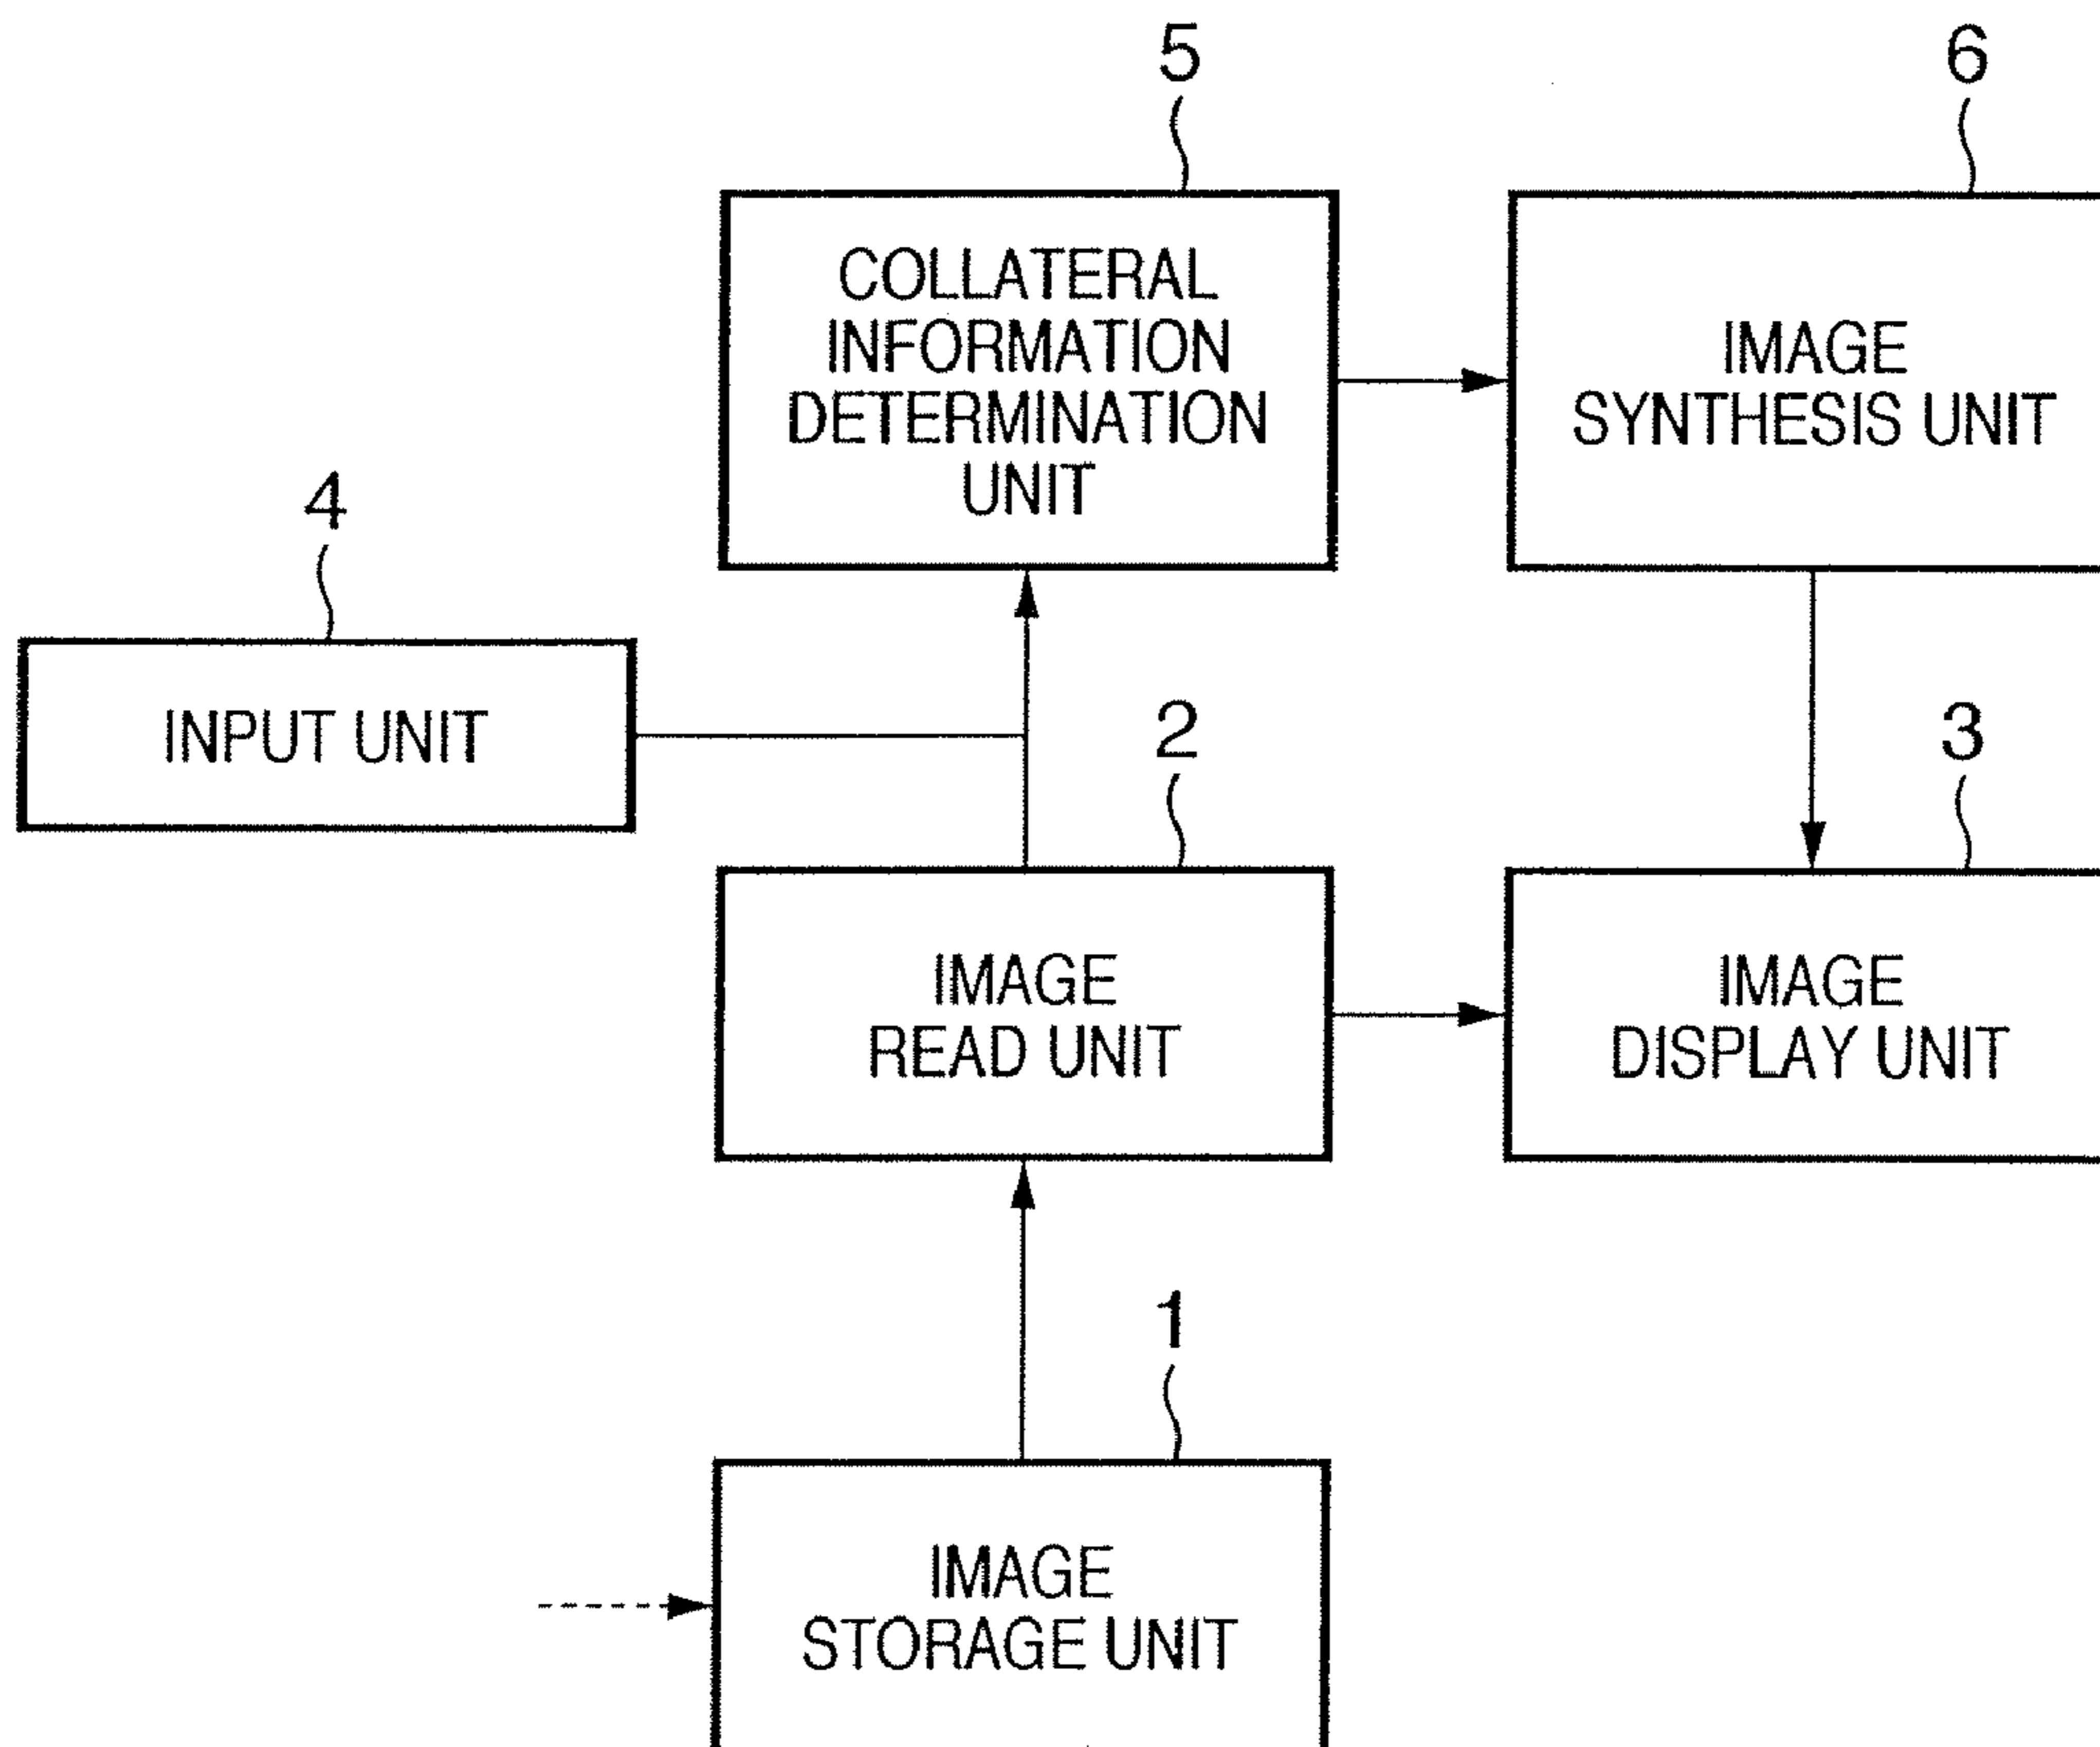 5
6
COLLATERAL
INFORMATION
DETERMINATION
UNIT
IMAGE
SYNTHESIS UNIT
4
INPUT UNIT
2
3
IMAGE
READ UNIT
IMAGE
DISPLAY UNIT
1
IMAGE
STORAGE UNIT